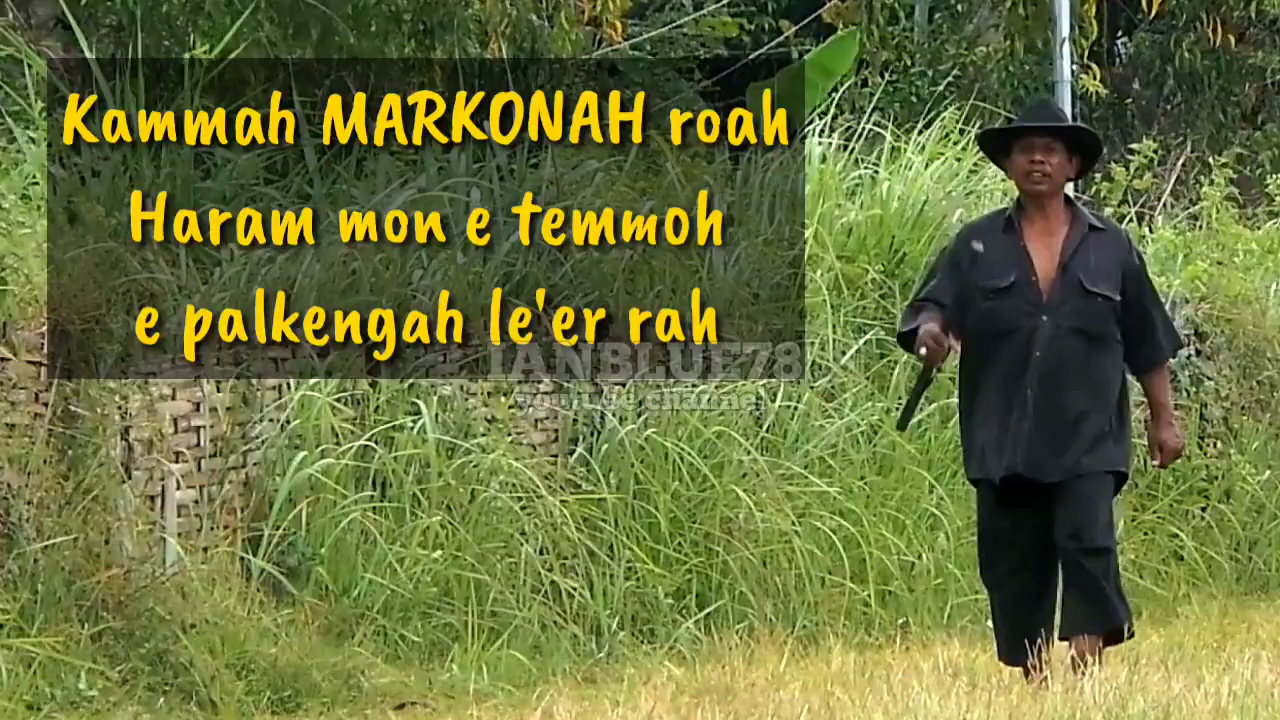 Kammah MARKONAH roah
Haram mon e temmoh
e palkengah le'er rah
IANBLUE78
youtube channel